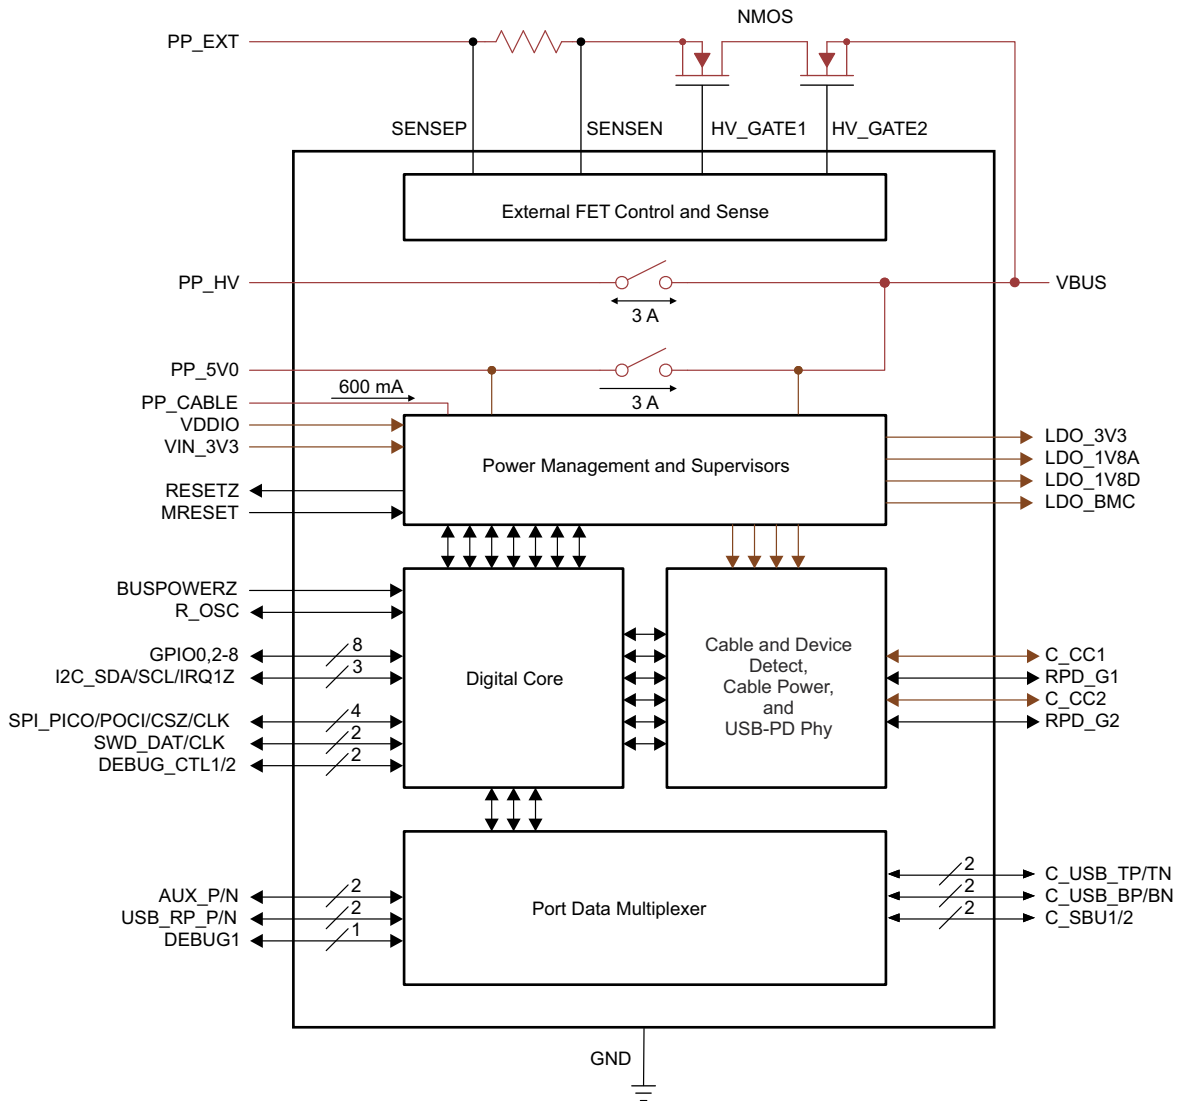 NMOS
PP_EXT
SENSEP
SENSEN
HV_GATE1
HV_GATE2
External FET Control and Sense
PP_HV
VBUS
3 A
PP_5V0
600 mA
3 A
PP_CABLE
VDDIO
VIN_3V3
RESETZ
MRESET
Power Management and Supervisors
LDO_3V3
LDO_1V8A
LDO_1V8D
LDO_BMC
BUSPOWERZ
R_OSC
GPIO0,2-8
8
I2C_SDA/SCL/IRQ1Z
3
SPI_PICO/POCI/CSZ/CLK
4
SWD_DAT/CLK
2
DEBUG_CTL1/2
2
Digital Core
Cable and Device
Detect,
Cable Power,
and
USB-PD Phy
C_CC1
RPD_G1
C_CC2
RPD_G2
AUX_P/N
2
USB_RP_P/N
2
DEBUG1
1
Port Data Multiplexer
2
C_USB_TP/TN
2
C_USB_BP/BN
2
C_SBU1/2
GND